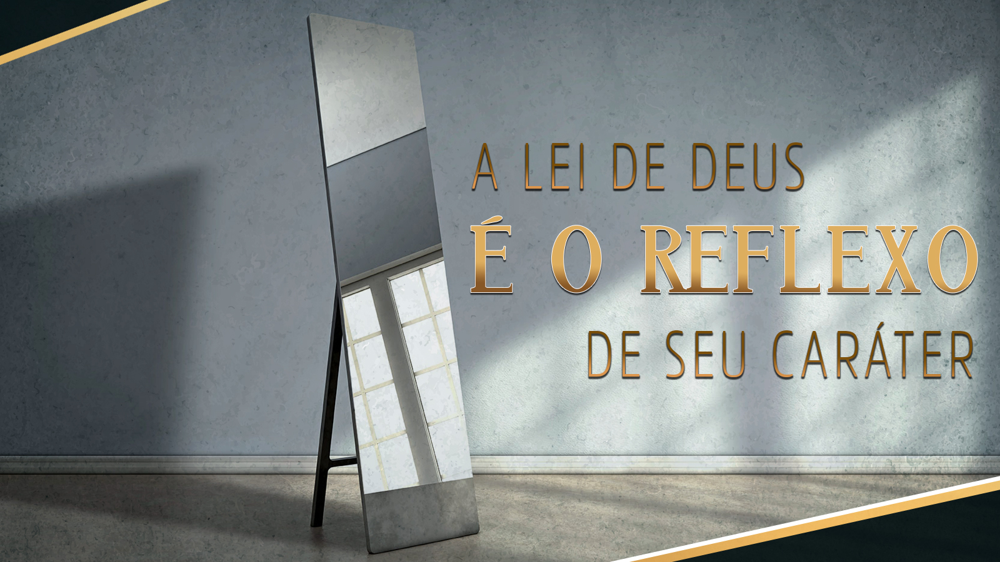 A LEI DE DEUS
É O REFLEXO
DE SEU CARÁTER